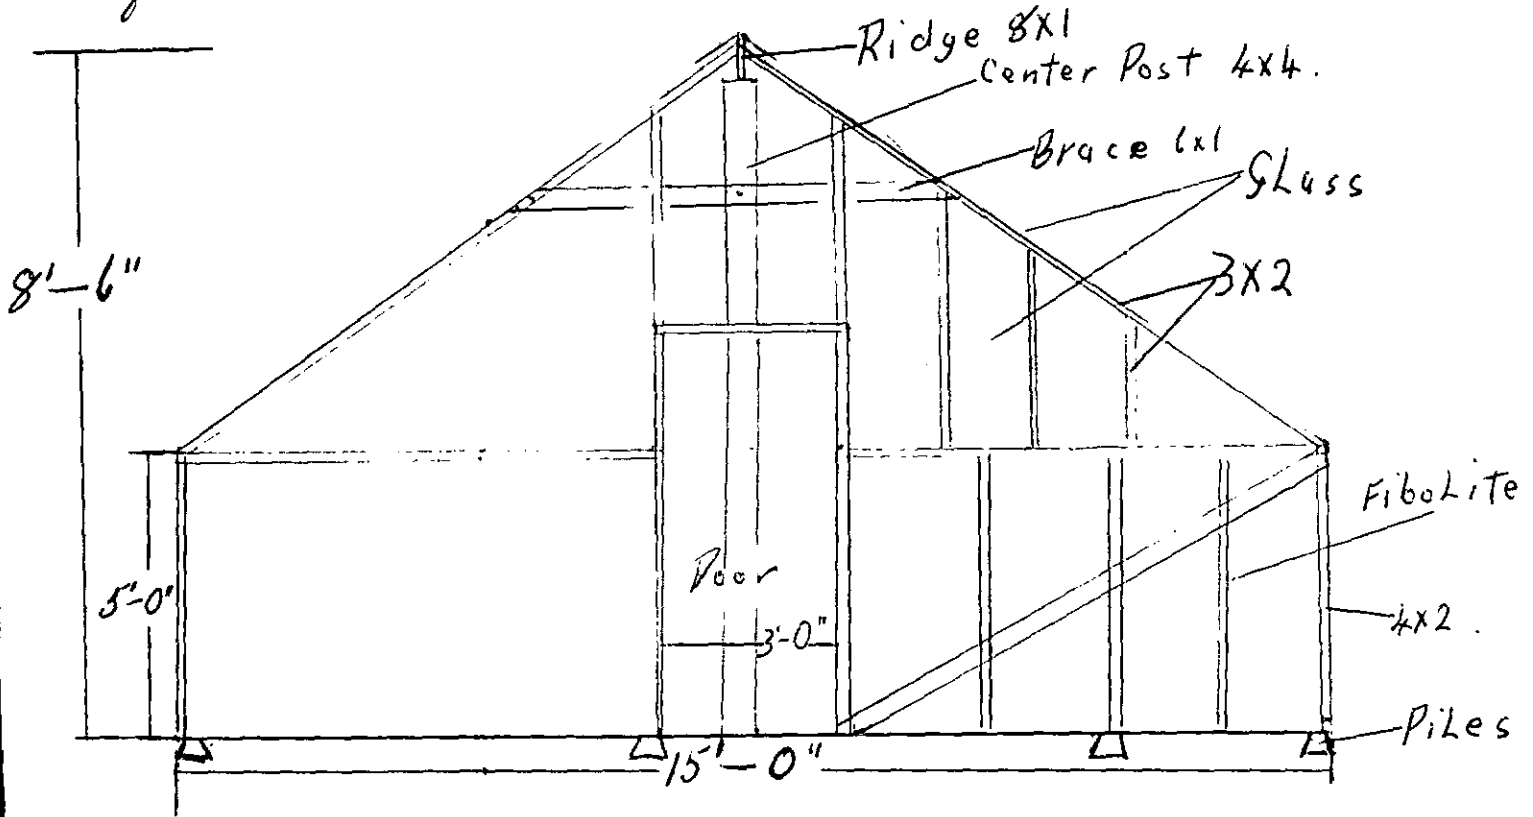 Ridge 8X1
Center Post 4x4.
Brace 6x1
GLass
8'-6"
3X2
FiboLite
5'-0"
Door
3-0"
4x2.
PiLes
15'-0"